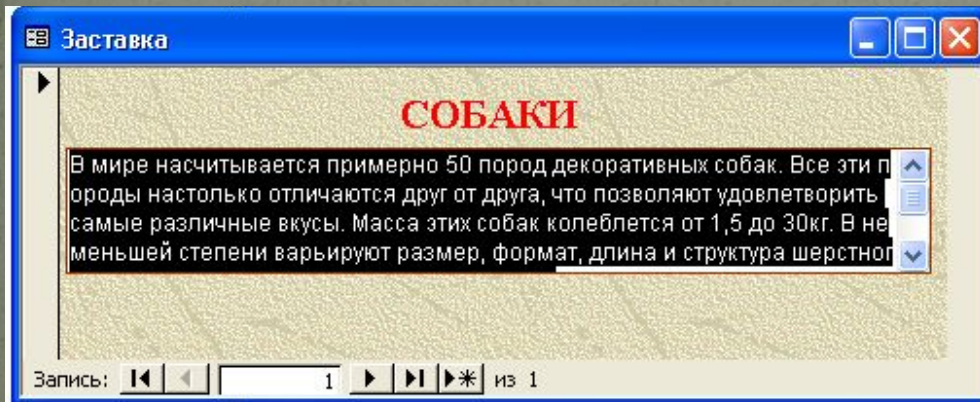 Заставка
СОБАКИ
В мире насчитывается примерно 50 пород декоративных собак. Все эти п
ороды настолько отличаются друг от друга, что позволяют удовлетворить
самые различные вкусы. Масса этих собак колеблется от 1,5 до 30кг. В не
меньшей степени варьируют размер, формат, длина и структура шерстног
Запись: 1 из 1